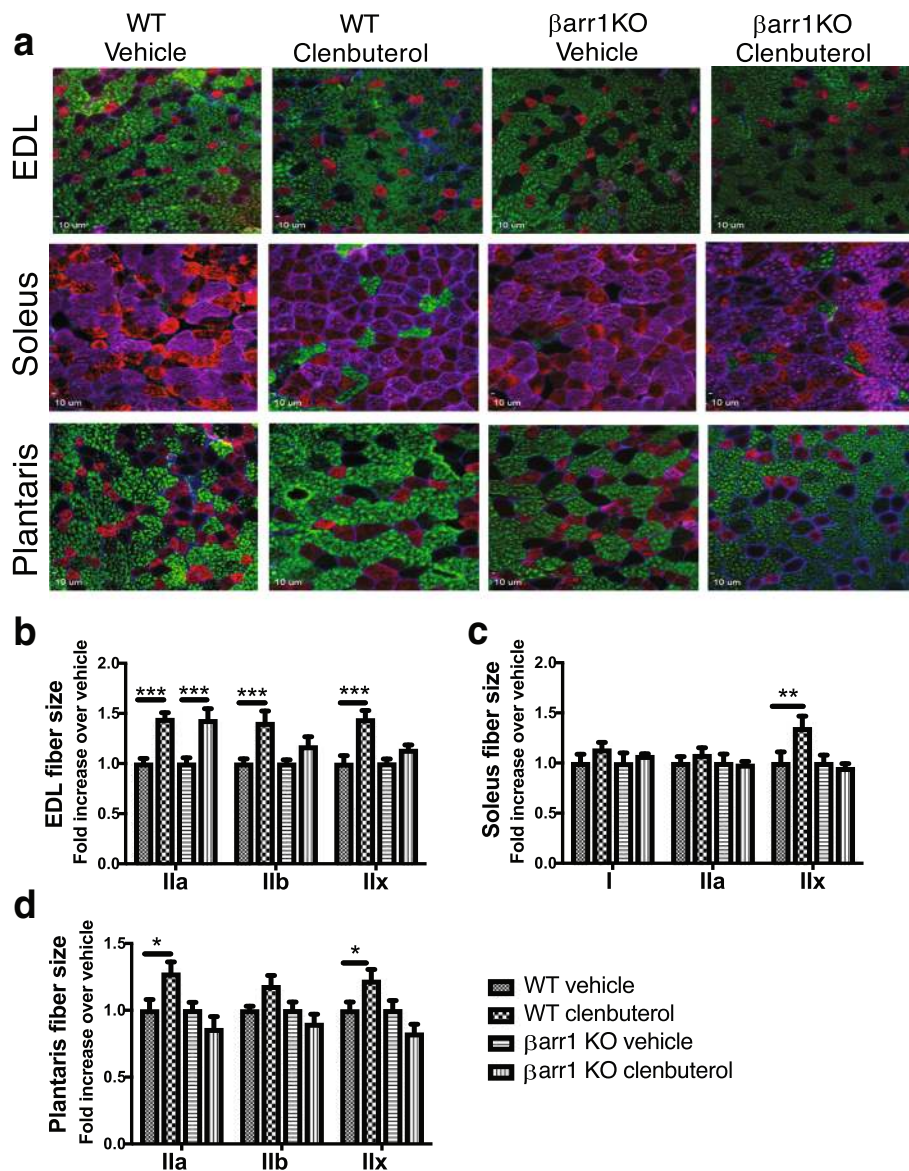 a
WT
Vehicle
WT
Clenbuterol
βarr1KO
Vehicle
βarr1KO
Clenbuterol
EDL
10 um
10 um
10 um
10 um
Soleus
10 um
10 um
10 um
10 um
Plantaris
10 um
10 um
10 um
10 um
b
EDL fiber size
Fold increase over vehicle
2.0
1.5
1.0
0.5
0.0
***
***
***
***
IIa
IIb
IIx
c
Soleus fiber size
Fold increase over vehicle
2.0
1.5
1.0
0.5
0.0
**
I
IIa
IIx
d
Plantaris fiber size
Fold increase over vehicle
1.5
1.0
0.5
0.0
*
*
IIa
IIb
IIx
WT vehicle
WT clenbuterol
βarr1 KO vehicle
βarr1 KO clenbuterol